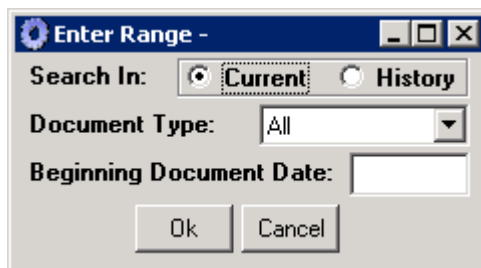 Enter Range -
Search In: Current History
Document Type: All
Beginning Document Date:
Ok Cancel